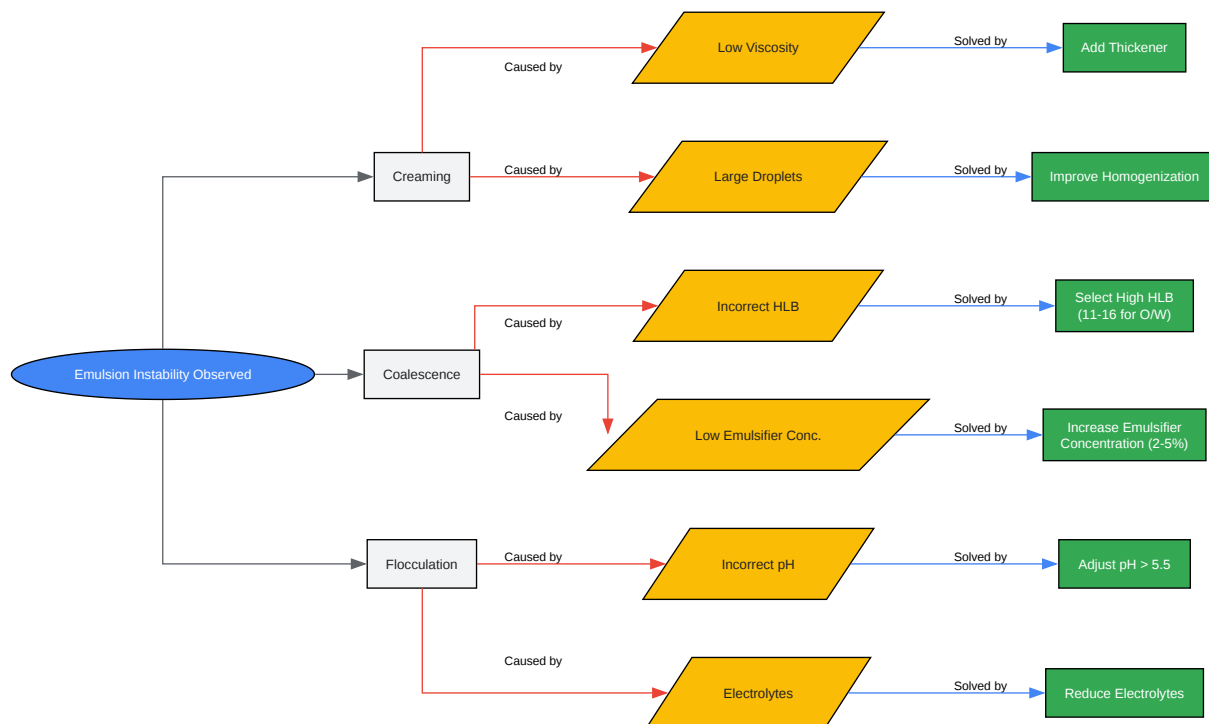 Low Viscosity
Solved by
Add Thickener
Caused by
Creaming
Caused by
Large Droplets
Solved by
Improve Homogenization
Incorrect HLB
Solved by
Select High HLB
(11-16 for O/W)
Caused by
Emulsion Instability Observed
Coalescence
Caused by
Low Emulsifier Conc.
Solved by
Increase Emulsifier
Concentration (2-5%)
Flocculation
Caused by
Incorrect pH
Solved by
Adjust pH > 5.5
Caused by
Electrolytes
Solved by
Reduce Electrolytes